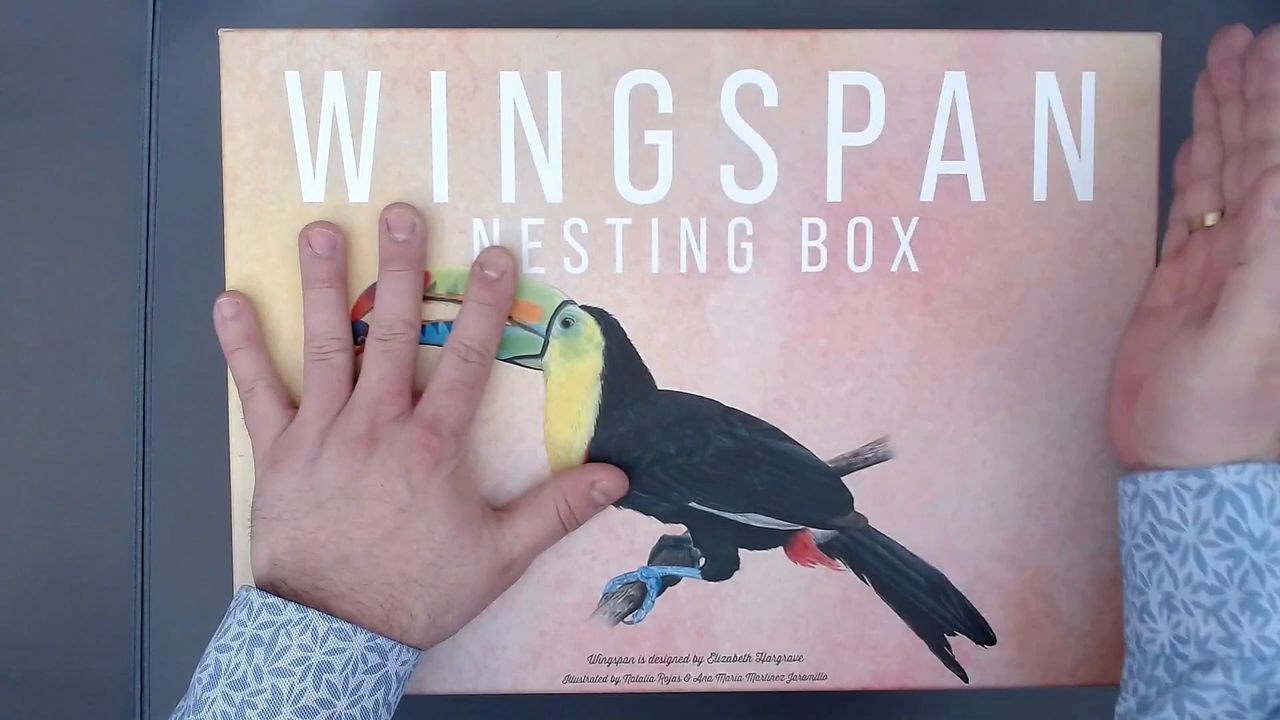 WINGSPAN
NESTING BOX
Wingspan is designed by Elizabeth Hargrave
Illustrated by Natalia Rojas & Ana Maria Martinez Jaramillo